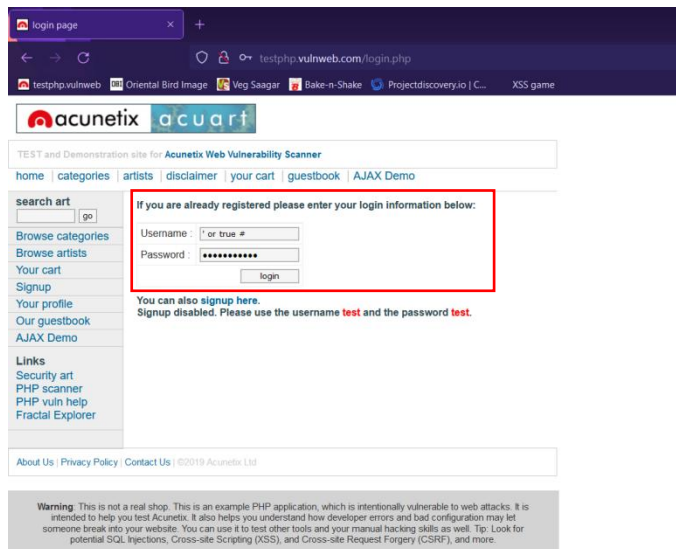 login page
testphp.vulnweb.com/login.php
testphp.vulnweb OBI Oriental Bird Image Veg Saagar Bake-n-Shake Projectdiscovery.io | C... XSS game
acunetix acuart
TEST and Demonstration site for Acunetix Web Vulnerability Scanner
home | categories | artists | disclaimer | your cart | guestbook | AJAX Demo
search art
go
Browse categories
Browse artists
Your cart
Signup
Your profile
Our guestbook
AJAX Demo
Links
Security art
PHP scanner
PHP vuln help
Fractal Explorer
If you are already registered please enter your login information below:
Username : ' or true #
Password : •••••••••••
login
You can also signup here.
Signup disabled. Please use the username test and the password test.
About Us | Privacy Policy | Contact Us | ©2019 Acunetix Ltd
Warning: This is not a real shop. This is an example PHP application, which is intentionally vulnerable to web attacks. It is
intended to help you test Acunetix. It also helps you understand how developer errors and bad configuration may let
someone break into your website. You can use it to test other tools and your manual hacking skills as well. Tip: Look for
potential SQL Injections, Cross-site Scripting (XSS), and Cross-site Request Forgery (CSRF), and more.